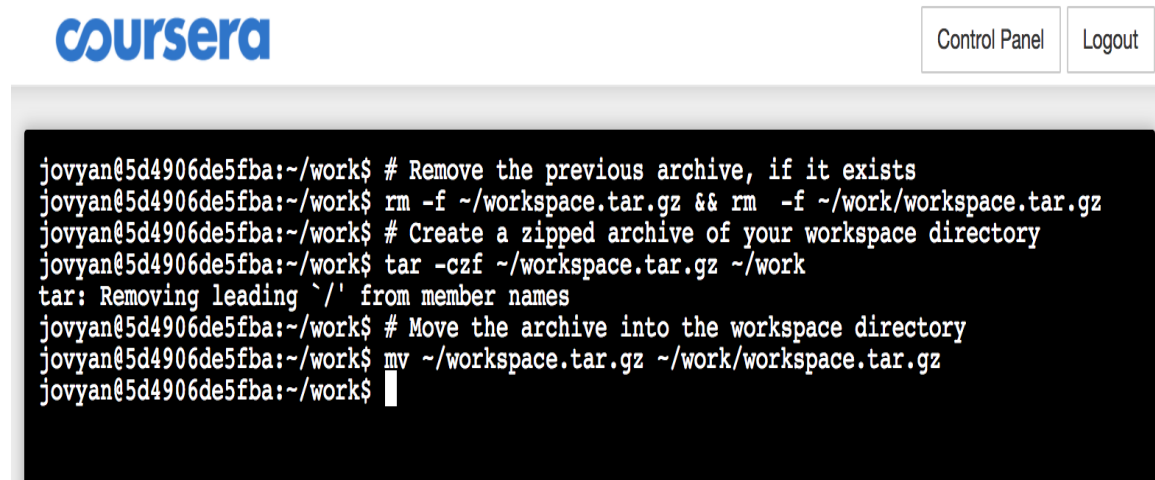 coursera
Control Panel Logout
jovyan@5d4906de5fba:~/work$ # Remove the previous archive, if it exists
jovyan@5d4906de5fba:~/work$ rm -f ~/workspace.tar.gz && rm  -f ~/work/workspace.tar.gz
jovyan@5d4906de5fba:~/work$ # Create a zipped archive of your workspace directory
jovyan@5d4906de5fba:~/work$ tar -czf ~/workspace.tar.gz ~/work
tar: Removing leading `/' from member names
jovyan@5d4906de5fba:~/work$ # Move the archive into the workspace directory
jovyan@5d4906de5fba:~/work$ mv ~/workspace.tar.gz ~/work/workspace.tar.gz
jovyan@5d4906de5fba:~/work$